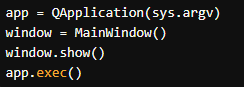 app = QApplication(sys.argv)
window = MainWindow()
window.show()
app.exec()